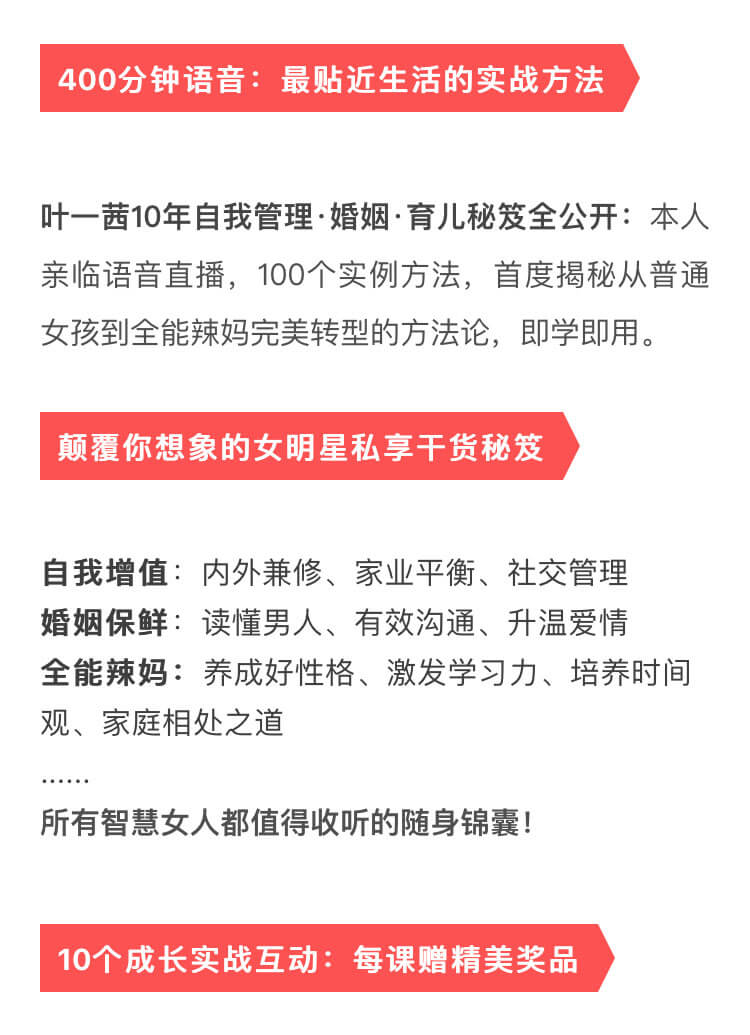 400分钟语音：最贴近生活的实战方法
叶一茜10年自我管理·婚姻·育儿秘笈全公开：本人
亲临语音直播，100个实例方法，首度揭秘从普通
女孩到全能辣妈完美转型的方法论，即学即用。
颠覆你想象的女明星私享干货秘笈
自我增值：内外兼修、家业平衡、社交管理
婚姻保鲜：读懂男人、有效沟通、升温爱情
全能辣妈：养成好性格、激发学习力、培养时间
观、家庭相处之道
......
所有智慧女人都值得收听的随身锦囊！
10个成长实战互动：每课赠精美奖品